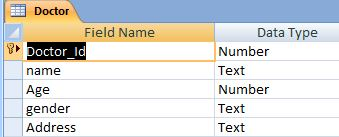 Doctor
Field Name Data Type
Doctor_Id Number
name Text
Age Number
gender Text
Address Text